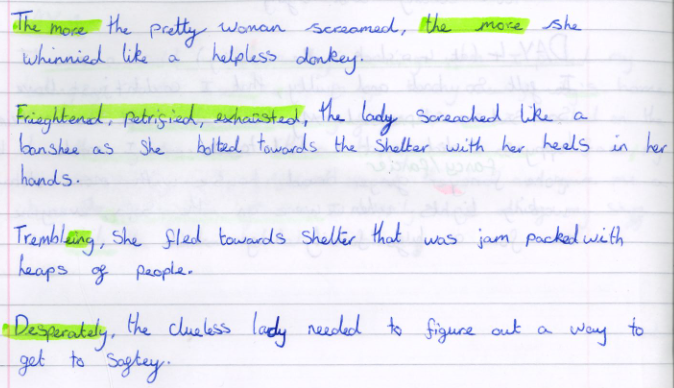 The more the pretty woman screamed, the more she
whinnied like a helpless donkey.
Frieghtened, petrified, exhausted, the lady screeched like a
banshee as she bolted towards the shelter with her heels in her
hands.
Trembleing, she fled towards shelter that was jam packed with
heaps of people.
Desperately, the clueless lady needed to figure out a way to
get to saftey.